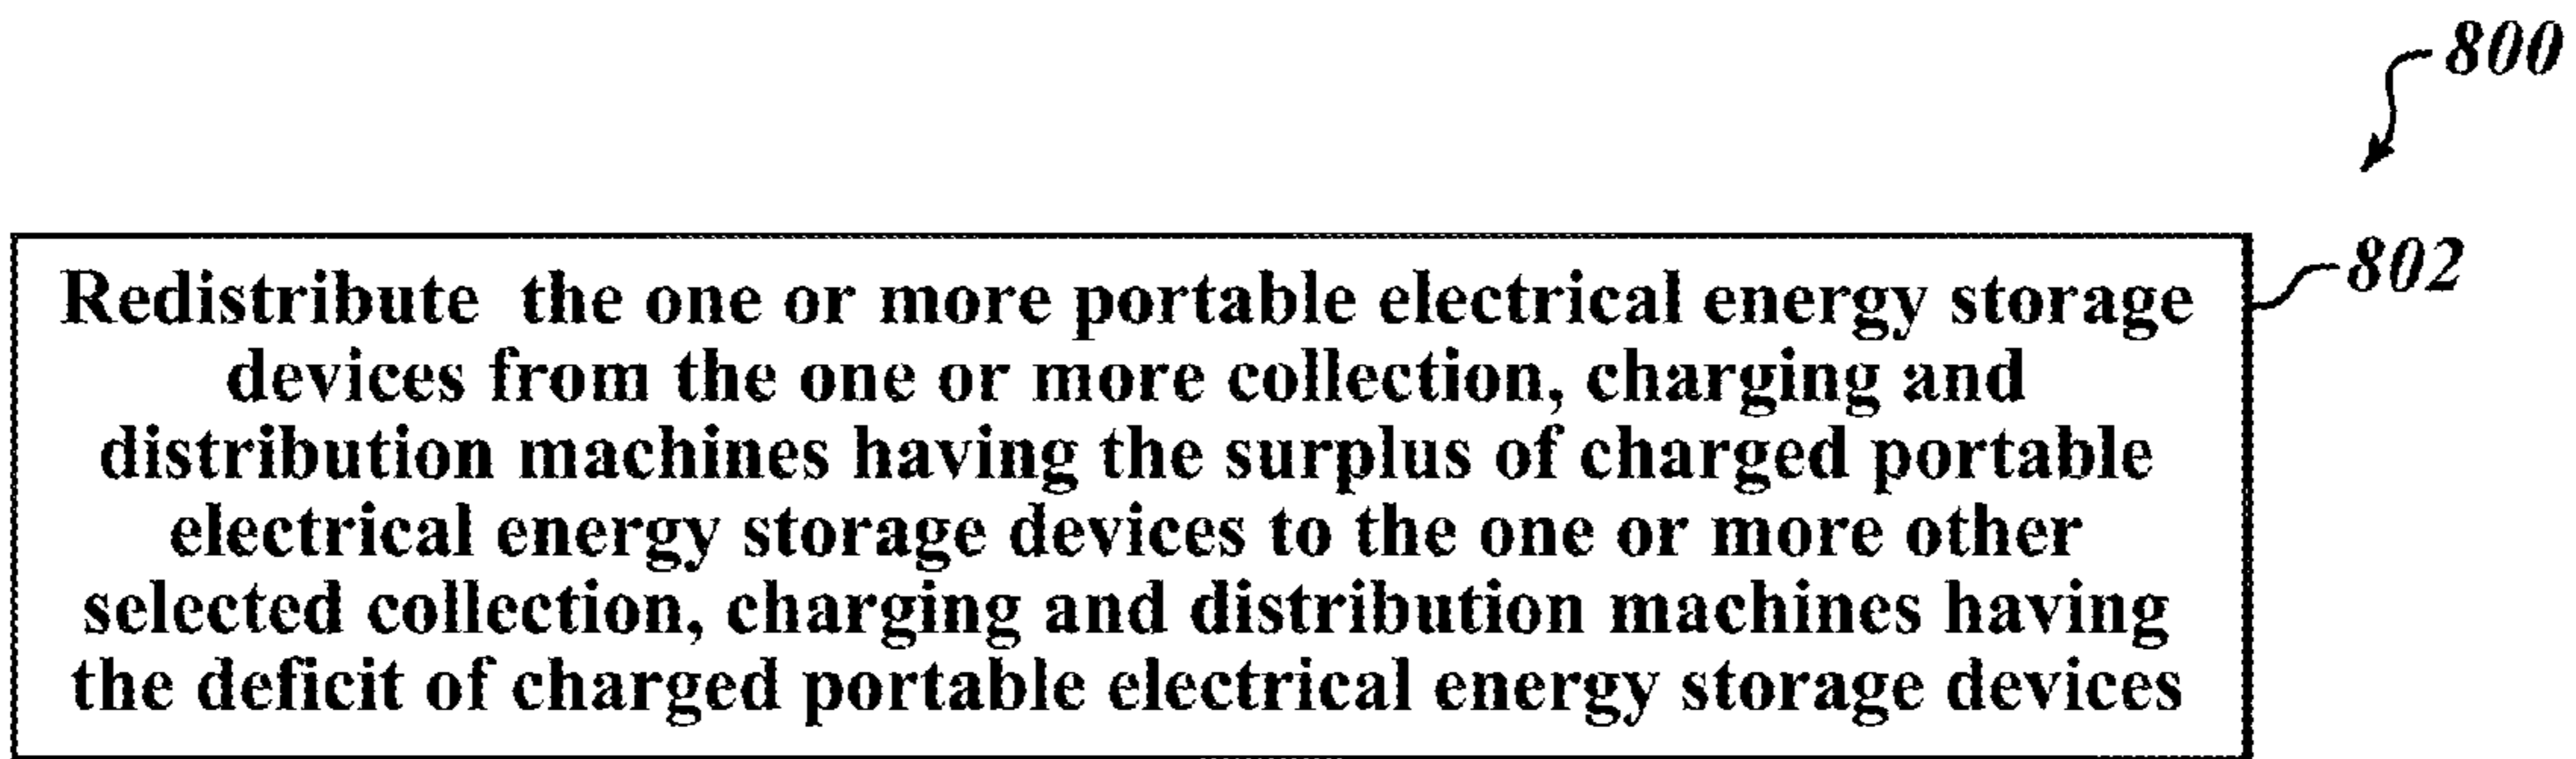 800
802
Redistribute the one or more portable electrical energy storage
devices from the one or more collection, charging and
distribution machines having the surplus of charged portable
electrical energy storage devices to the one or more other
selected collection, charging and distribution machines having
the deficit of charged portable electrical energy storage devices